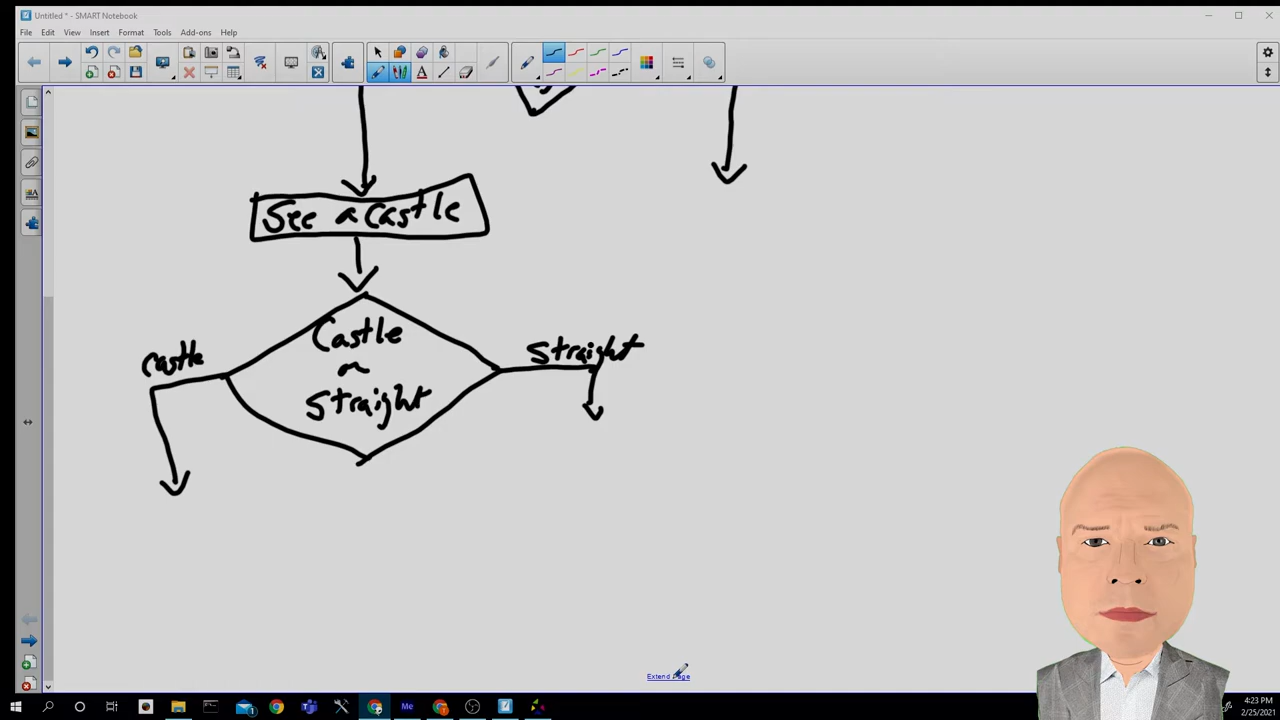 Untitled * - SMART Notebook
File Edit View Insert Format Tools Add-ons Help
See a castle
Castle
or
Straight
castle
straight
Extend Page
4:23 PM
2/25/2021